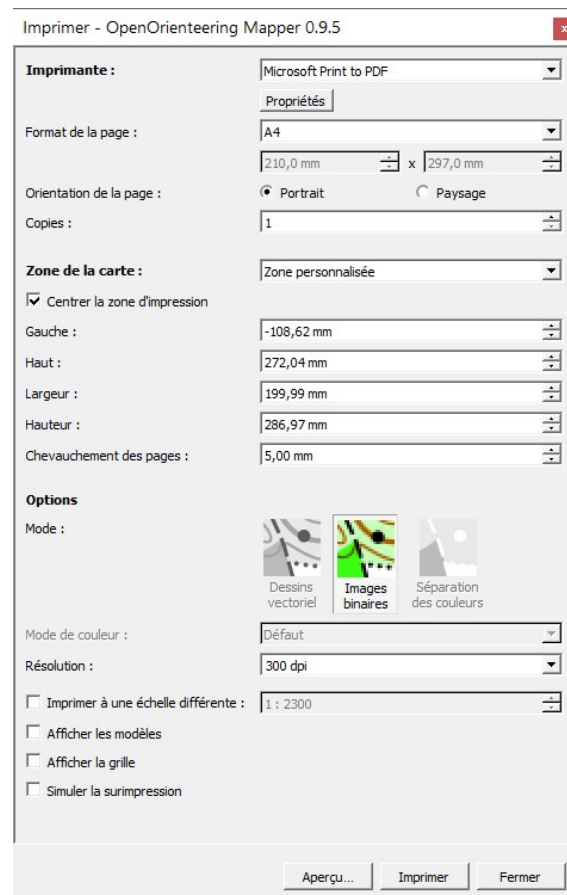 Imprimer - OpenOrienteering Mapper 0.9.5
x
Imprimante : Microsoft Print to PDF
Propriétés
Format de la page : A4
210,0 mm x 297,0 mm
Orientation de la page : Portrait Paysage
Copies : 1
Zone de la carte : Zone personnalisée
Centrer la zone d'impression
Gauche : -108,62 mm
Haut : 272,04 mm
Largeur : 199,99 mm
Hauteur : 286,97 mm
Chevauchement des pages : 5,00 mm
Options
Mode :
Dessins vectoriel
Images binaires
Séparation des couleurs
Mode de couleur : Défaut
Résolution : 300 dpi
Imprimer à une échelle différente : 1 : 2300
Afficher les modèles
Afficher la grille
Simuler la surimpression
Aperçu... Imprimer Fermer